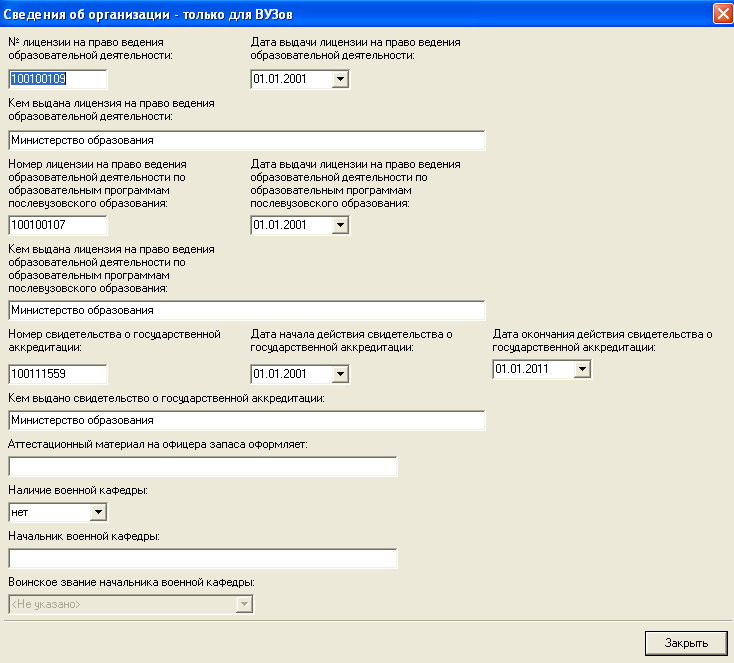 Сведения об организации - только для ВУЗов
№ лицензии на право ведения
образовательной деятельности:
Дата выдачи лицензии на право ведения
образовательной деятельности:
100100109
01.01.2001
Кем выдана лицензия на право ведения
образовательной деятельности:
Министерство образования
Номер лицензии на право ведения
образовательной деятельности по
образовательным программам
послевузовского образования:
Дата выдачи лицензии на право ведения
образовательной деятельности по
образовательным программам
послевузовского образования:
100100107
01.01.2001
Кем выдана лицензия на право ведения
образовательной деятельности по
образовательным программам
послевузовского образования:
Министерство образования
Номер свидетельства о государственной
аккредитации:
Дата начала действия свидетельства о
государственной аккредитации:
Дата окончания действия свидетельства о
государственной аккредитации:
100111559
01.01.2001
01.01.2011
Кем выдано свидетельство о государственной аккредитации:
Министерство образования
Аттестационный материал на офицера запаса оформляет:
Наличие военной кафедры:
нет
Начальник военной кафедры:
Воинское звание начальника военной кафедры:
<Не указано>
Закрыть